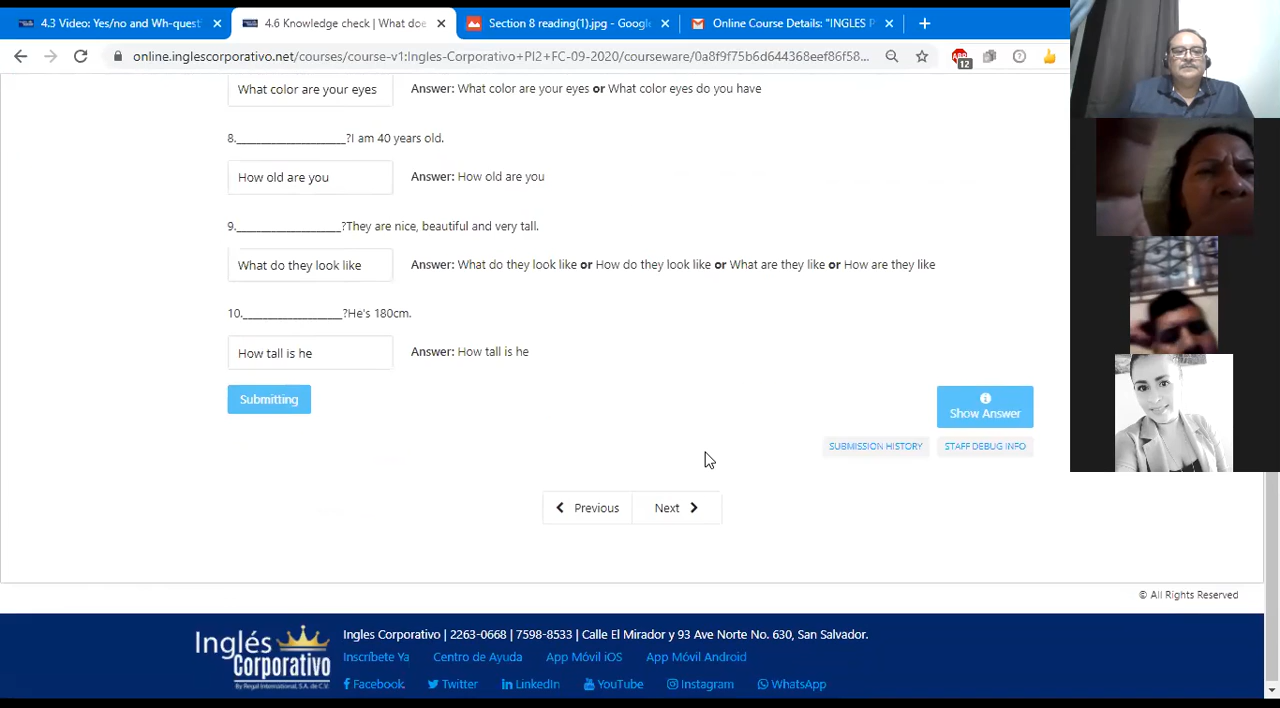 4.3 Video: Yes/no and Wh-quest
4.6 Knowledge check | What doe
Section 8 reading(1).jpg - Google
Online Course Details: "INGLES P
online.inglescorporativo.net/courses/course-v1:Ingles-Corporativo+PI2+FC-09-2020/courseware/0a8f9f75b6d644368eef86f58...
12
What color are your eyes
Answer: What color are your eyes or What color eyes do you have
8.____________________?I am 40 years old.
How old are you
Answer: How old are you
9.___________________?They are nice, beautiful and very tall.
What do they look like
Answer: What do they look like or How do they look like or What are they like or How are they like
10.__________________?He's 180cm.
How tall is he
Answer: How tall is he
Submitting
Show Answer
SUBMISSION HISTORY
STAFF DEBUG INFO
Previous
Next
© All Rights Reserved
Inglés Corporativo
By Regal International, S.A. de C.V.
Ingles Corporativo | 2263-0668 | 7598-8533 | Calle El Mirador y 93 Ave Norte No. 630, San Salvador.
Inscríbete Ya
Centro de Ayuda
App Móvil iOS
App Móvil Android
Facebook
Twitter
LinkedIn
YouTube
Instagram
WhatsApp